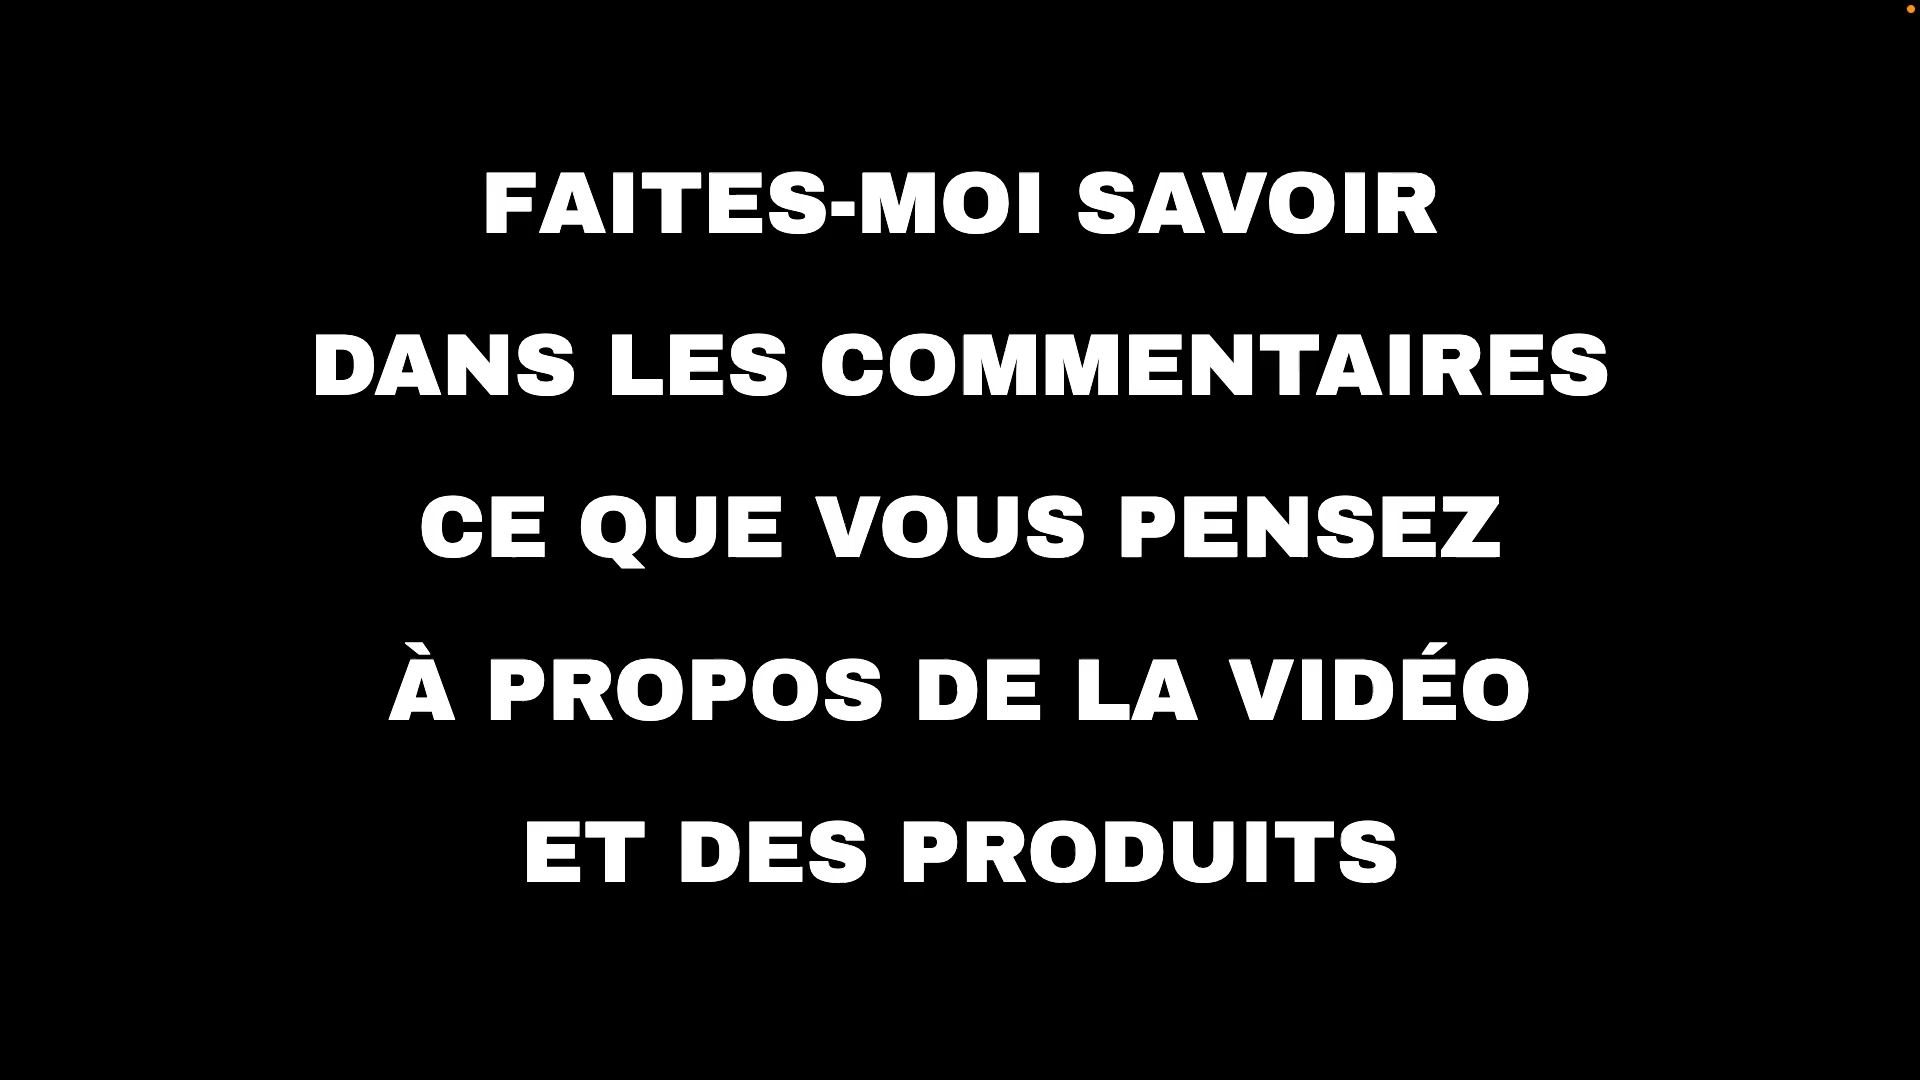 FAITES-MOI SAVOIR
DANS LES COMMENTAIRES
CE QUE VOUS PENSEZ
À PROPOS DE LA VIDÉO
ET DES PRODUITS